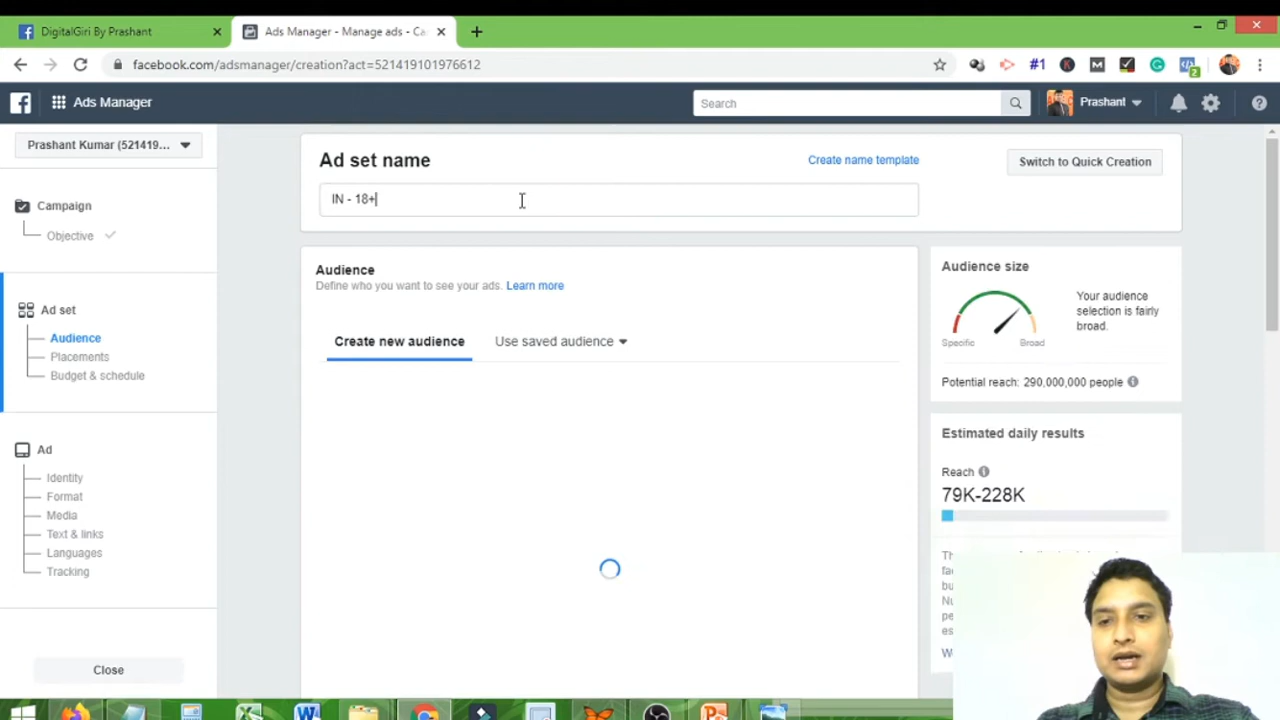 DigitalGiri By Prashant
Ads Manager - Manage ads - Ca
facebook.com/adsmanager/creation?act=521419101976612
#1
2
Ads Manager
Search
Prashant
Prashant Kumar (521419...
Campaign
Objective
Ad set
Audience
Placements
Budget & schedule
Ad
Identity
Format
Media
Text & links
Languages
Tracking
Close
Ad set name
Create name template
Switch to Quick Creation
IN - 18+
Audience
Define who you want to see your ads. Learn more
Create new audience
Use saved audience
Audience size
Specific
Broad
Your audience
selection is fairly
broad.
Potential reach: 290,000,000 people
Estimated daily results
Reach
79K-228K